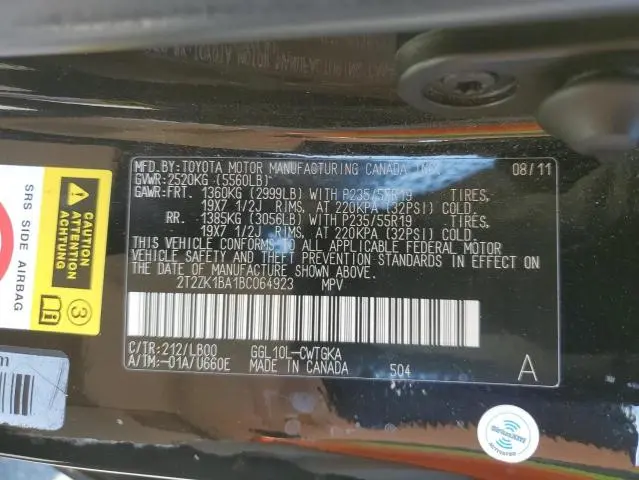 MFD.BY:TOYOTA MOTOR MANUFACTURING CANADA INC. 08/11
GVWR:2520KG (5560LB)
GAWR:FRT. 1360KG (2999LB) WITH P235/55R19 TIRES,
19X7 1/2J RIMS, AT 220KPA (32PSI) COLD.
RR. 1385KG (3056LB) WITH P235/55R19 TIRES,
19X7 1/2J RIMS, AT 220KPA (32PSI) COLD.
THIS VEHICLE CONFORMS TO ALL APPLICABLE FEDERAL MOTOR
VEHICLE SAFETY AND THEFT PREVENTION STANDARDS IN EFFECT ON
THE DATE OF MANUFACTURE SHOWN ABOVE.
2T2ZK1BA1BC064923 MPV
C/TR:212/LB00 GGL10L-CWTGKA
A/TM:-01A/U660E MADE IN CANADA 504 A
SRS SIDE AIRBAG
CAUTION
ATTENTION
ACHTUNG
3
m
SIRIUSXM
ACTIVATED